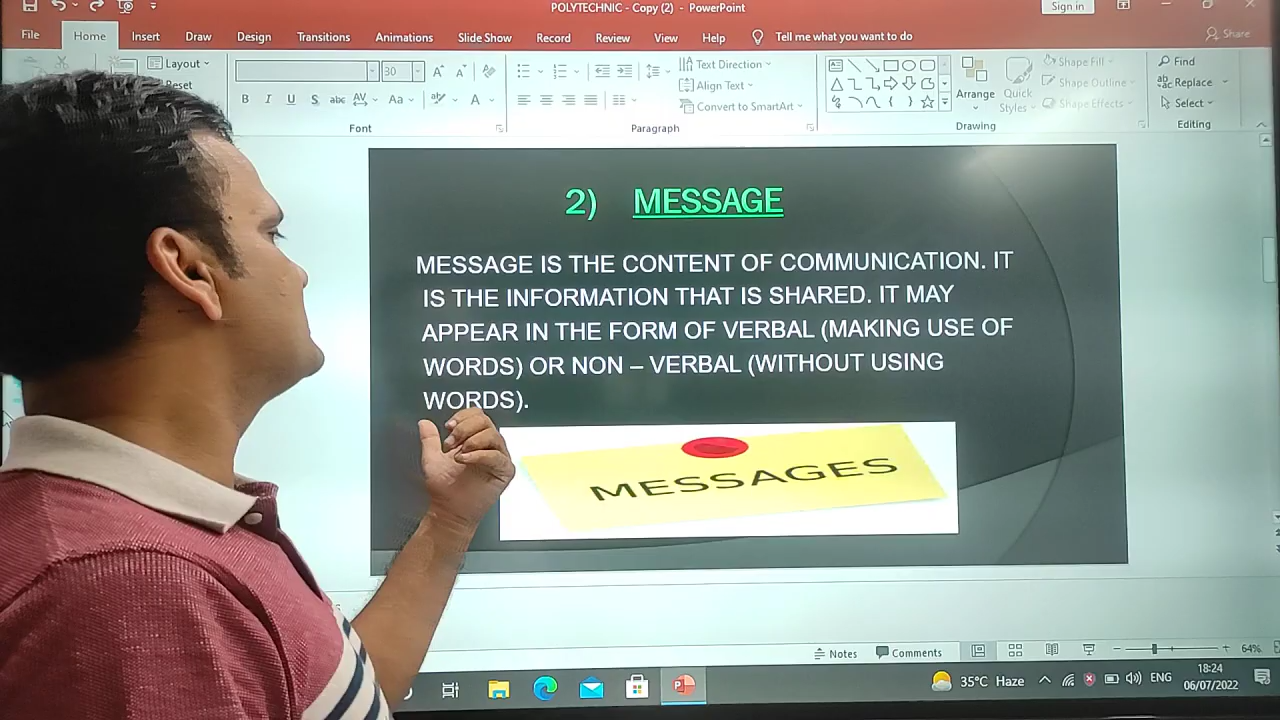 POLYTECHNIC - Copy (2) - PowerPoint
Sign in
File Home Insert Draw Design Transitions Animations Slide Show Record Review View Help Tell me what you want to do Share
Layout
Reset
30
B I U S abc AV Aa A
Font
Text Direction
Align Text
Convert to SmartArt
Paragraph
Arrange
Quick Styles
Shape Fill
Shape Outline
Shape Effects
Drawing
Find
Replace
Select
Editing
2) MESSAGE
MESSAGE IS THE CONTENT OF COMMUNICATION. IT
IS THE INFORMATION THAT IS SHARED. IT MAY
APPEAR IN THE FORM OF VERBAL (MAKING USE OF
WORDS) OR NON – VERBAL (WITHOUT USING
WORDS).
MESSAGES
Notes Comments 64%
35°C Haze ENG 18:24
06/07/2022